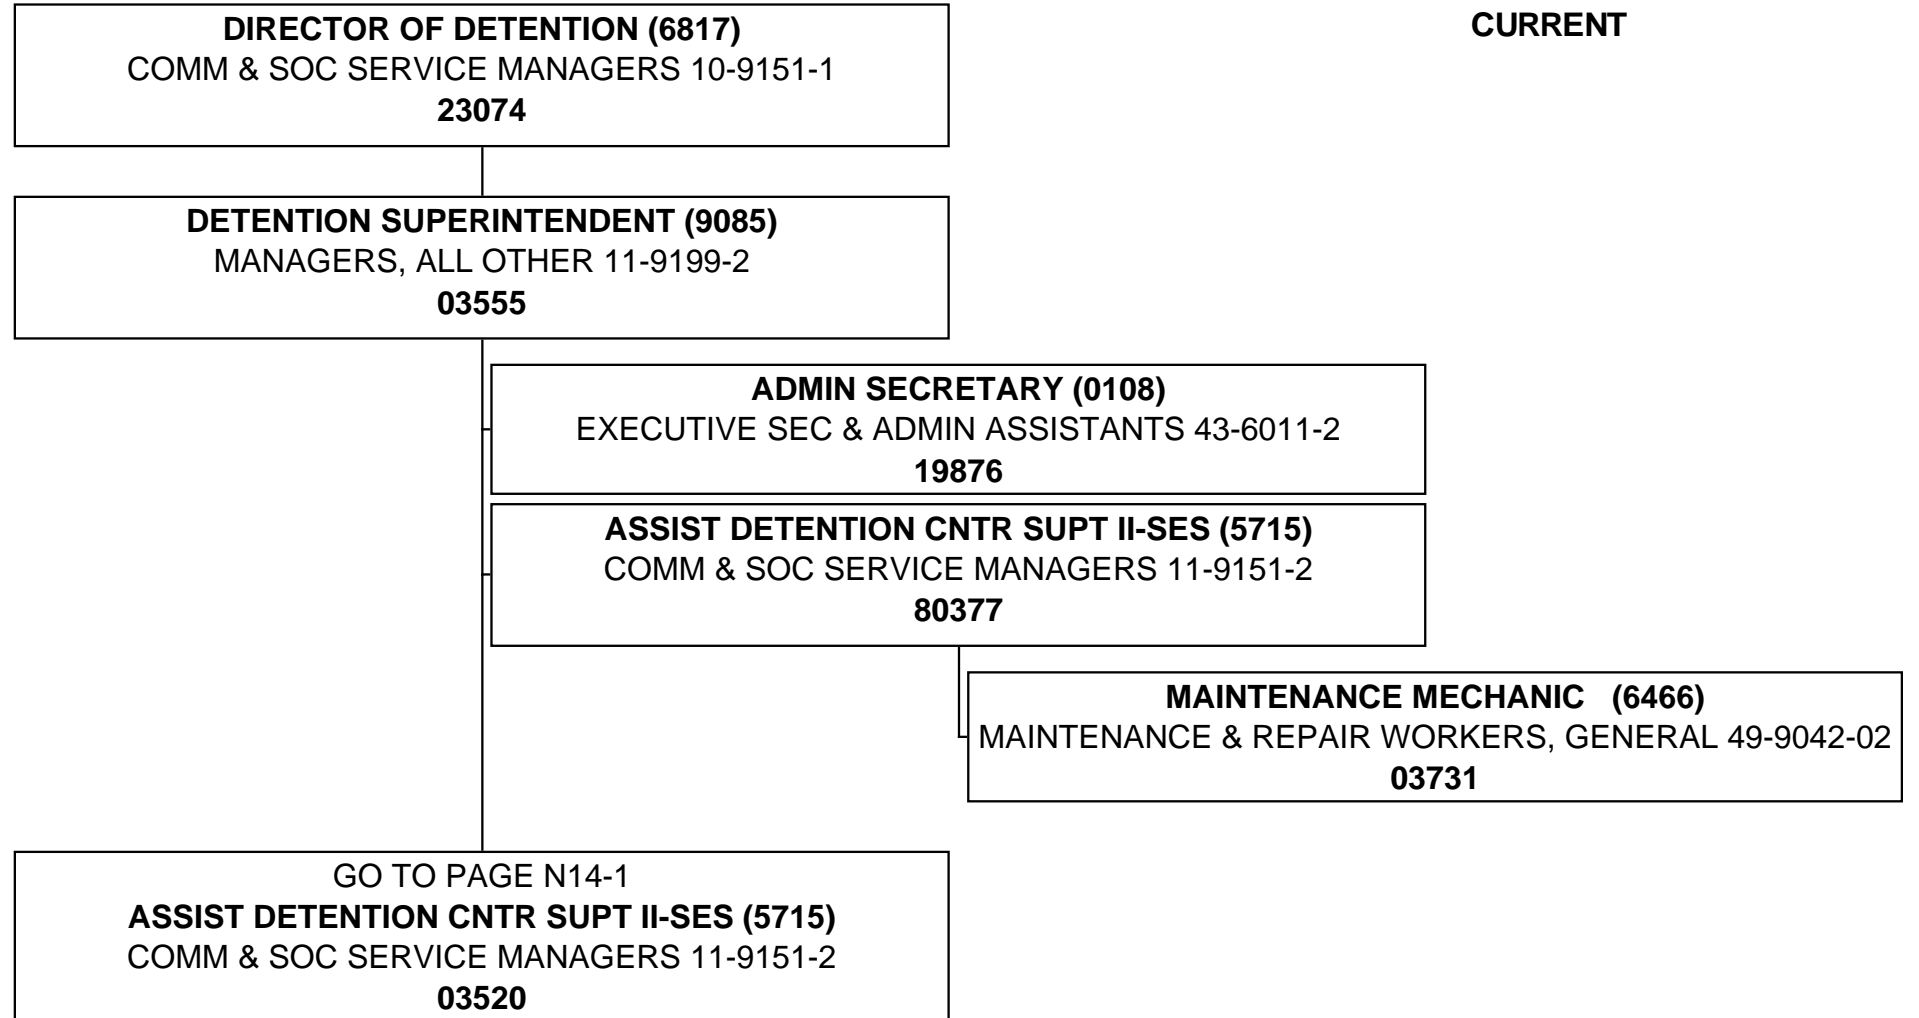 DIRECTOR OF DETENTION (6817)
COMM & SOC SERVICE MANAGERS 10-9151-1
23074
CURRENT
DETENTION SUPERINTENDENT (9085)
MANAGERS, ALL OTHER 11-9199-2
03555
ADMIN SECRETARY (0108)
EXECUTIVE SEC & ADMIN ASSISTANTS 43-6011-2
19876
ASSIST DETENTION CNTR SUPT II-SES (5715)
COMM & SOC SERVICE MANAGERS 11-9151-2
80377
MAINTENANCE MECHANIC (6466)
MAINTENANCE & REPAIR WORKERS, GENERAL 49-9042-02
03731
GO TO PAGE N14-1
ASSIST DETENTION CNTR SUPT II-SES (5715)
COMM & SOC SERVICE MANAGERS 11-9151-2
03520